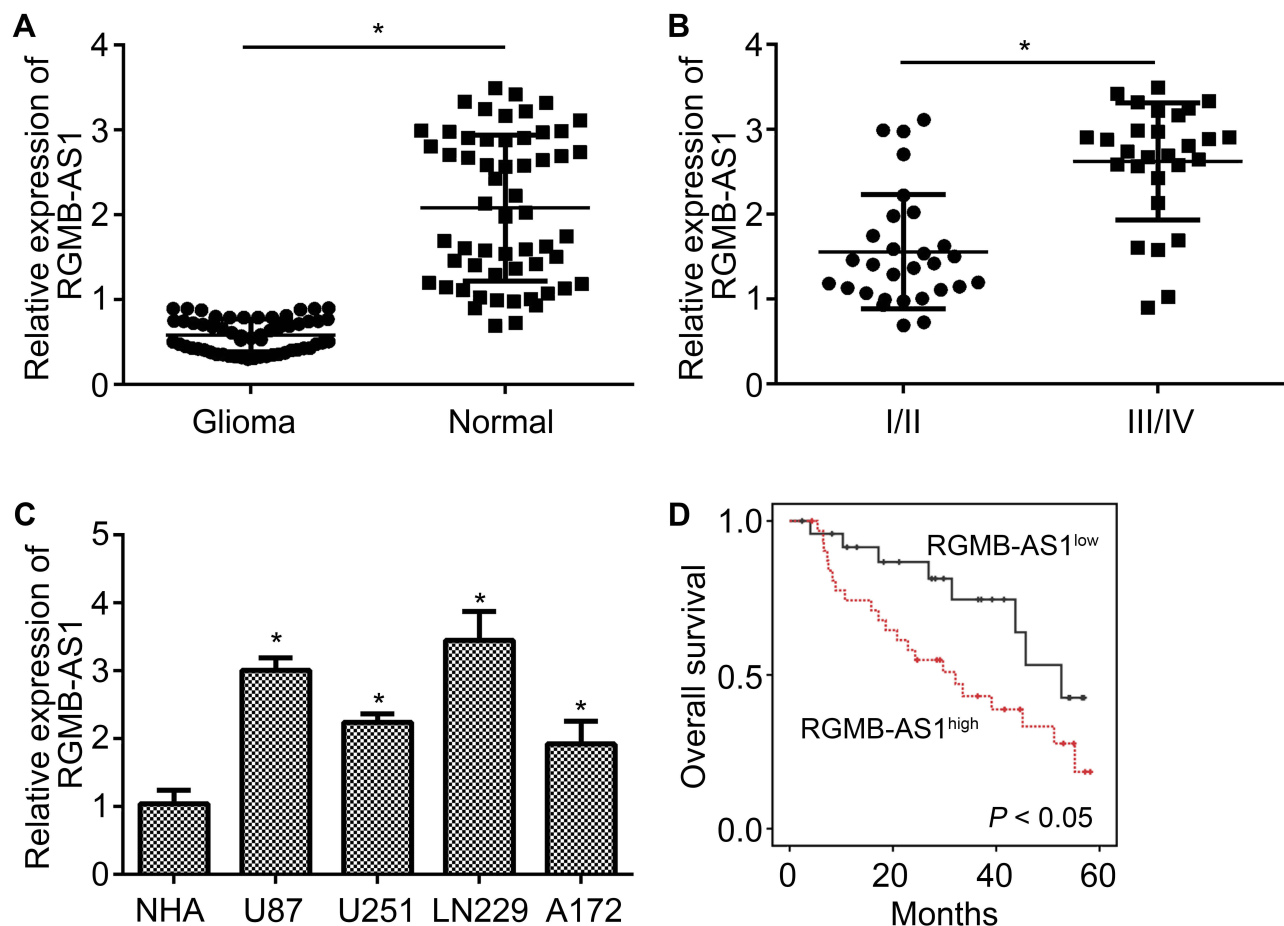 A
Relative expression of
RGMB-AS1
4
3
2
1
0
*
Glioma
Normal
B
Relative expression of
RGMB-AS1
4
3
2
1
0
*
I/II
III/IV
C
Relative expression of
RGMB-AS1
5
4
3
2
1
0
*
*
*
*
NHA
U87
U251
LN229
A172
D
Overall survival
1.0
0.5
0.0
RGMB-AS1low
RGMB-AS1high
P < 0.05
0
20
40
60
Months